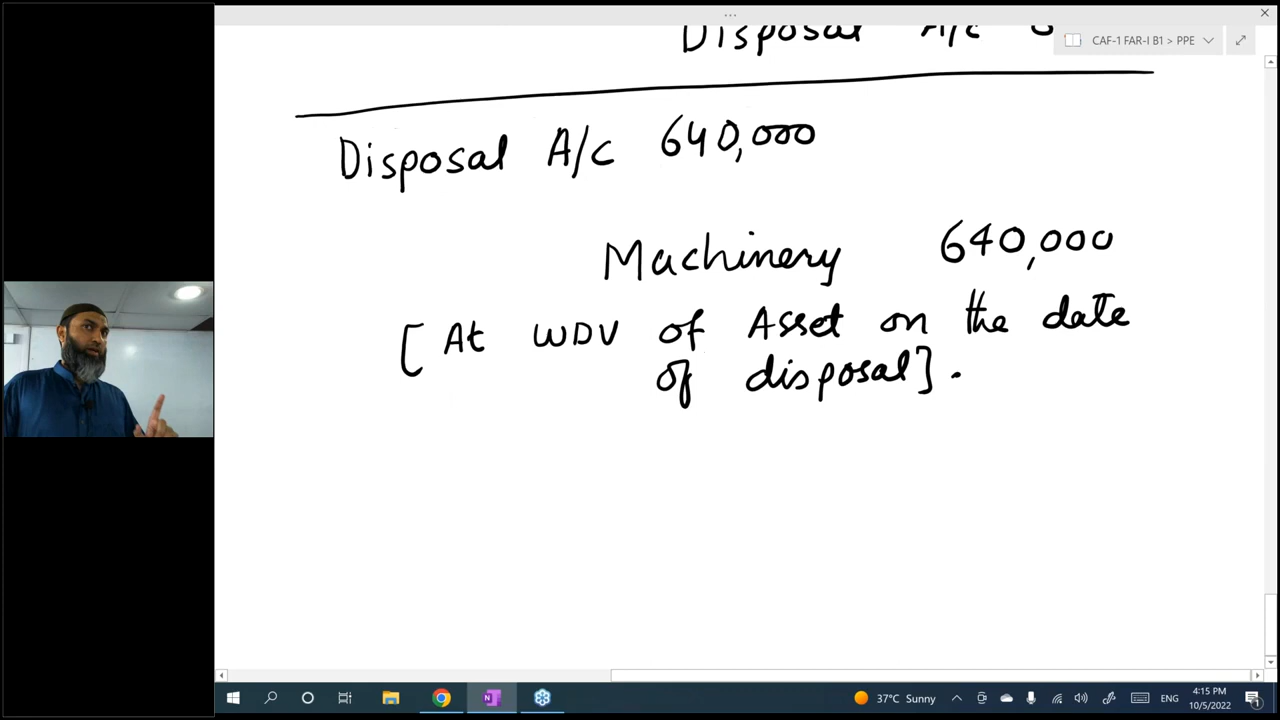 Disposal A/c
CAF-1 FAR-I B1 > PPE
Disposal A/c 640,000
Machinery 640,000
[At WDV of Asset on the date
of disposal].
37°C Sunny
ENG
4:15 PM
10/5/2022